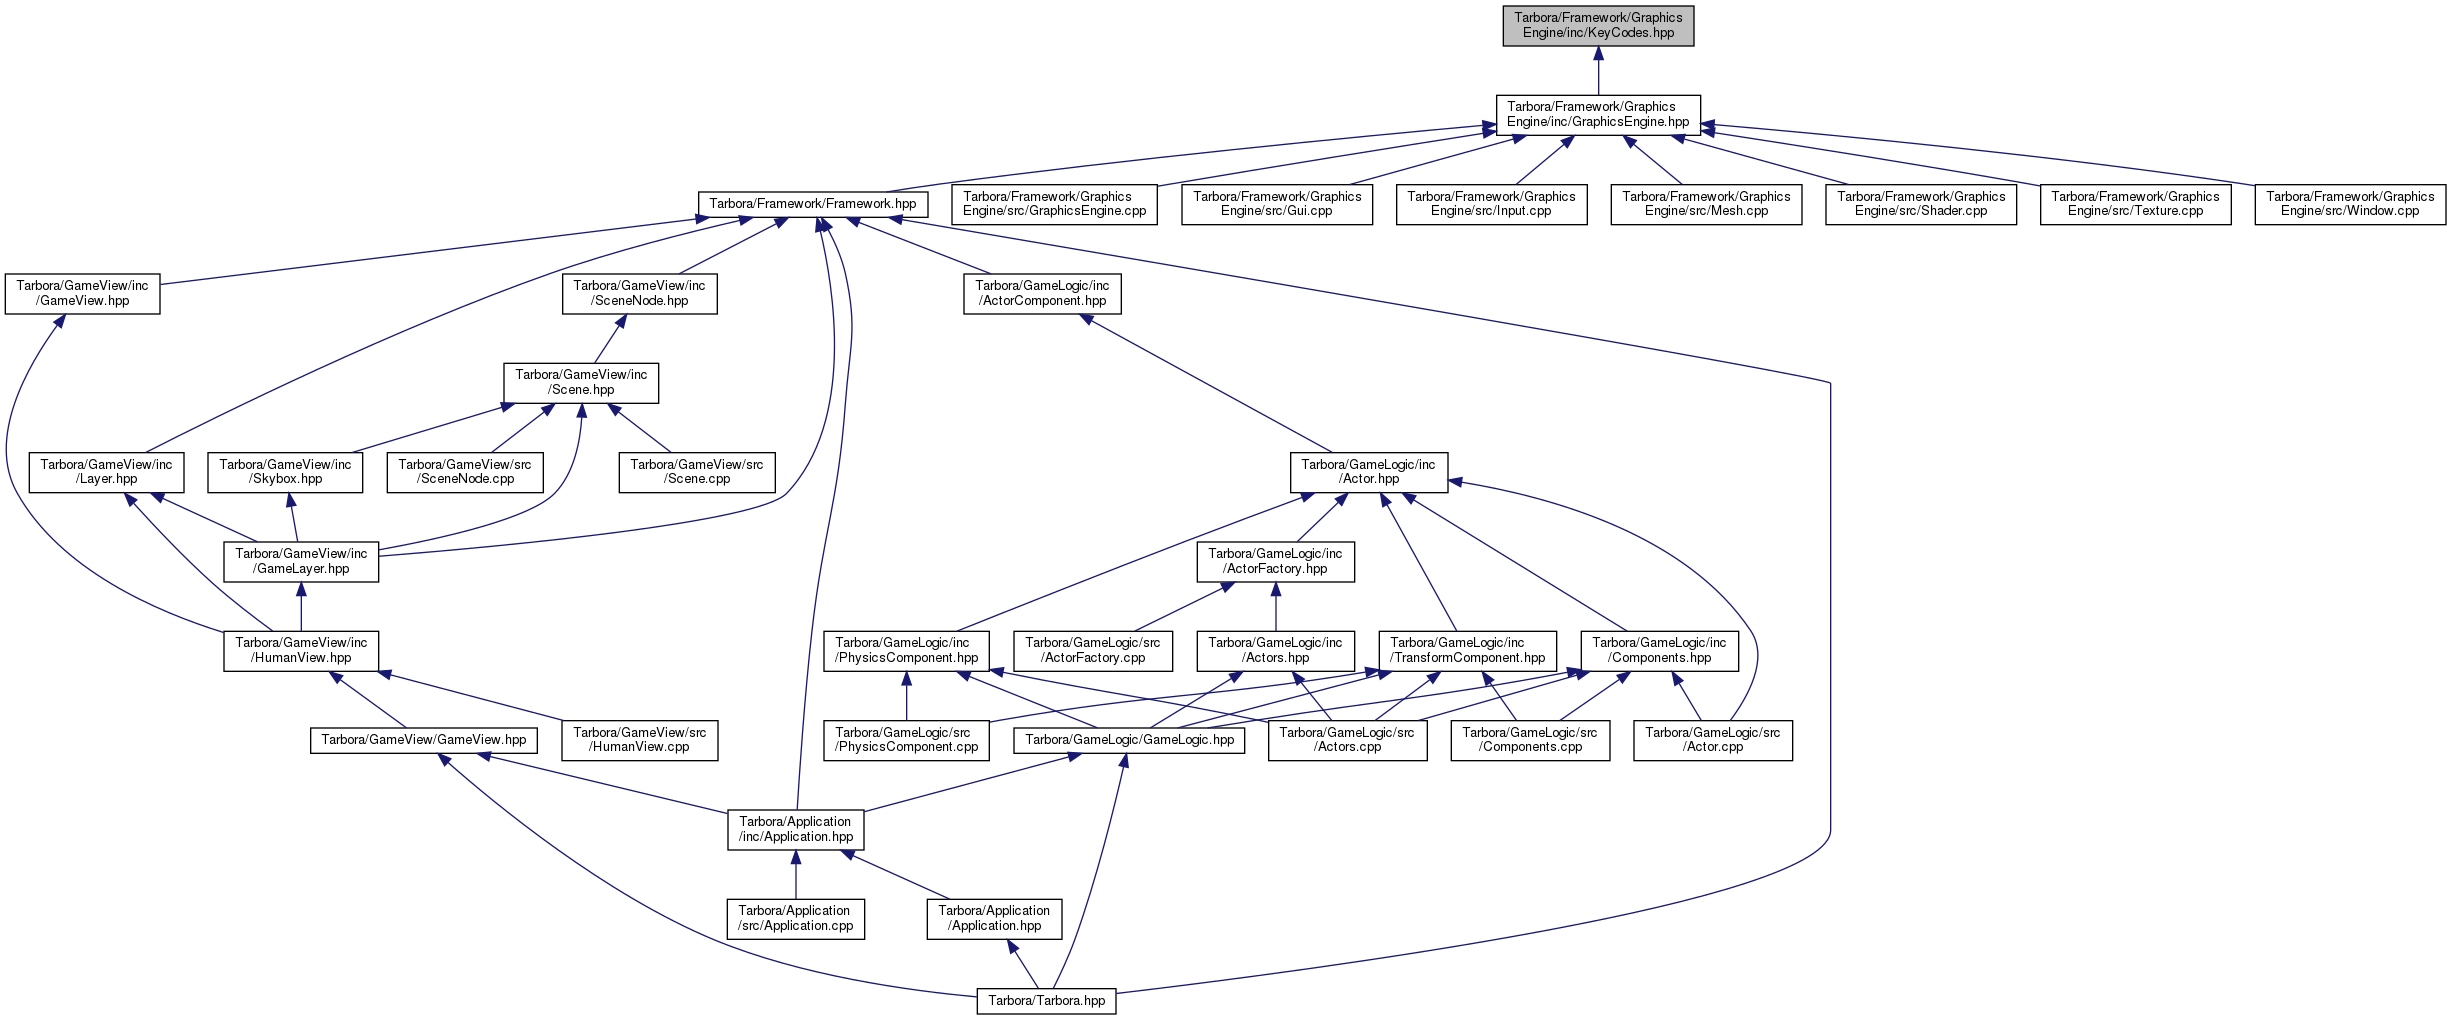 Tarbora/Framework/Graphics
Engine/inc/KeyCodes.hpp
Tarbora/Framework/Graphics
Engine/inc/GraphicsEngine.hpp
Tarbora/Framework/Framework.hpp
Tarbora/Framework/Graphics
Engine/src/GraphicsEngine.cpp
Tarbora/Framework/Graphics
Engine/src/Gui.cpp
Tarbora/Framework/Graphics
Engine/src/Input.cpp
Tarbora/Framework/Graphics
Engine/src/Mesh.cpp
Tarbora/Framework/Graphics
Engine/src/Shader.cpp
Tarbora/Framework/Graphics
Engine/src/Texture.cpp
Tarbora/Framework/Graphics
Engine/src/Window.cpp
Tarbora/GameView/inc
/GameView.hpp
Tarbora/GameView/inc
/SceneNode.hpp
Tarbora/GameLogic/inc
/ActorComponent.hpp
Tarbora/GameView/inc
/Scene.hpp
Tarbora/GameView/inc
/Layer.hpp
Tarbora/GameView/inc
/Skybox.hpp
Tarbora/GameView/src
/SceneNode.cpp
Tarbora/GameView/src
/Scene.cpp
Tarbora/GameLogic/inc
/Actor.hpp
Tarbora/GameView/inc
/GameLayer.hpp
Tarbora/GameLogic/inc
/ActorFactory.hpp
Tarbora/GameView/inc
/HumanView.hpp
Tarbora/GameLogic/inc
/PhysicsComponent.hpp
Tarbora/GameLogic/src
/ActorFactory.cpp
Tarbora/GameLogic/inc
/Actors.hpp
Tarbora/GameLogic/inc
/TransformComponent.hpp
Tarbora/GameLogic/inc
/Components.hpp
Tarbora/GameView/GameView.hpp
Tarbora/GameView/src
/HumanView.cpp
Tarbora/GameLogic/src
/PhysicsComponent.cpp
Tarbora/GameLogic/GameLogic.hpp
Tarbora/GameLogic/src
/Actors.cpp
Tarbora/GameLogic/src
/Components.cpp
Tarbora/GameLogic/src
/Actor.cpp
Tarbora/Application
/inc/Application.hpp
Tarbora/Application
/src/Application.cpp
Tarbora/Application
/Application.hpp
Tarbora/Tarbora.hpp